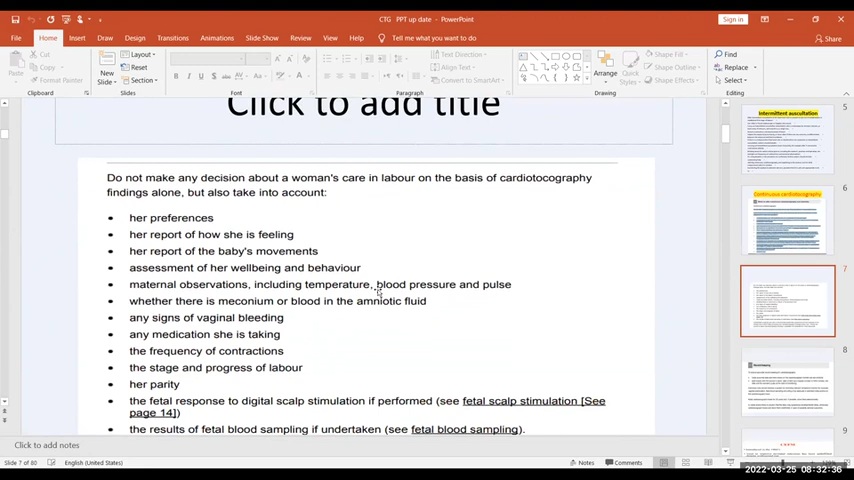 CTG PPT up date - PowerPoint
Sign in
File Home Insert Draw Design Transitions Animations Slide Show Review View Help Tell me what you want to do
Share
Paste
Cut
Copy
Format Painter
Clipboard
New
Slide
Layout
Reset
Section
Slides
Font
Paragraph
Text Direction
Align Text
Convert to SmartArt
Arrange
Quick
Styles
Drawing
Shape Fill
Shape Outline
Shape Effects
Find
Replace
Select
Editing
Click to add title
Do not make any decision about a woman's care in labour on the basis of cardiotocography
findings alone, but also take into account:
• her preferences
• her report of how she is feeling
• her report of the baby's movements
• assessment of her wellbeing and behaviour
• maternal observations, including temperature, blood pressure and pulse
• whether there is meconium or blood in the amniotic fluid
• any signs of vaginal bleeding
• any medication she is taking
• the frequency of contractions
• the stage and progress of labour
• her parity
• the fetal response to digital scalp stimulation if performed (see fetal scalp stimulation [See
page 14])
• the results of fetal blood sampling if undertaken (see fetal blood sampling).
5
Intermittent auscultation
6
Continuous cardiotocography
7
8
9
Click to add notes
Slide 7 of 80 English (United States)
Notes Comments
2022-03-25 08:32:36